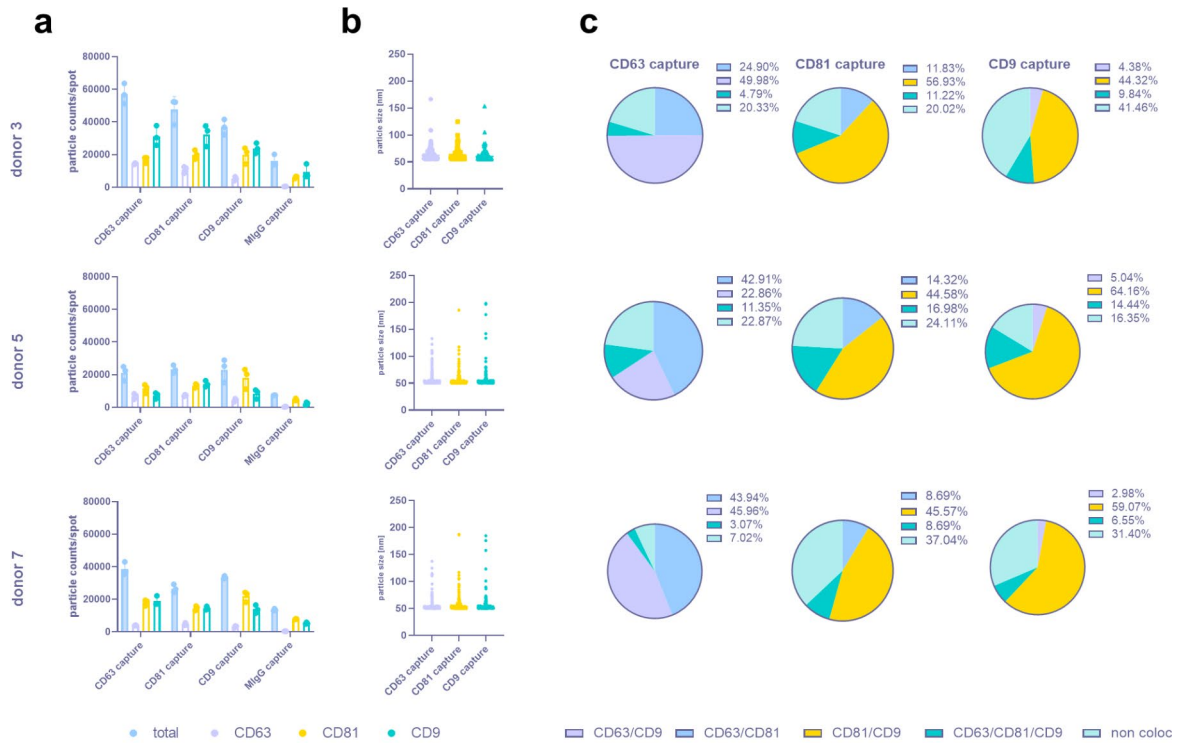 a
b
c
donor 3
particle counts/spot
80000
60000
40000
20000
0
CD63 capture
CD81 capture
CD9 capture
MIgG capture
particle size [nm]
250
200
150
100
50
0
CD63 capture
CD81 capture
CD9 capture
CD63 capture
24.90%
49.98%
4.79%
20.33%
CD81 capture
11.83%
56.93%
11.22%
20.02%
CD9 capture
4.38%
44.32%
9.84%
41.46%
donor 5
particle counts/spot
80000
60000
40000
20000
0
CD63 capture
CD81 capture
CD9 capture
MIgG capture
particle size [nm]
250
200
150
100
50
0
CD63 capture
CD81 capture
CD9 capture
42.91%
22.86%
11.35%
22.87%
14.32%
44.58%
16.98%
24.11%
5.04%
64.16%
14.44%
16.35%
donor 7
particle counts/spot
80000
60000
40000
20000
0
CD63 capture
CD81 capture
CD9 capture
MIgG capture
particle size [nm]
250
200
150
100
50
0
CD63 capture
CD81 capture
CD9 capture
43.94%
45.96%
3.07%
7.02%
8.69%
45.57%
8.69%
37.04%
2.98%
59.07%
6.55%
31.40%
total CD63 CD81 CD9
CD63/CD9 CD63/CD81 CD81/CD9 CD63/CD81/CD9 non coloc